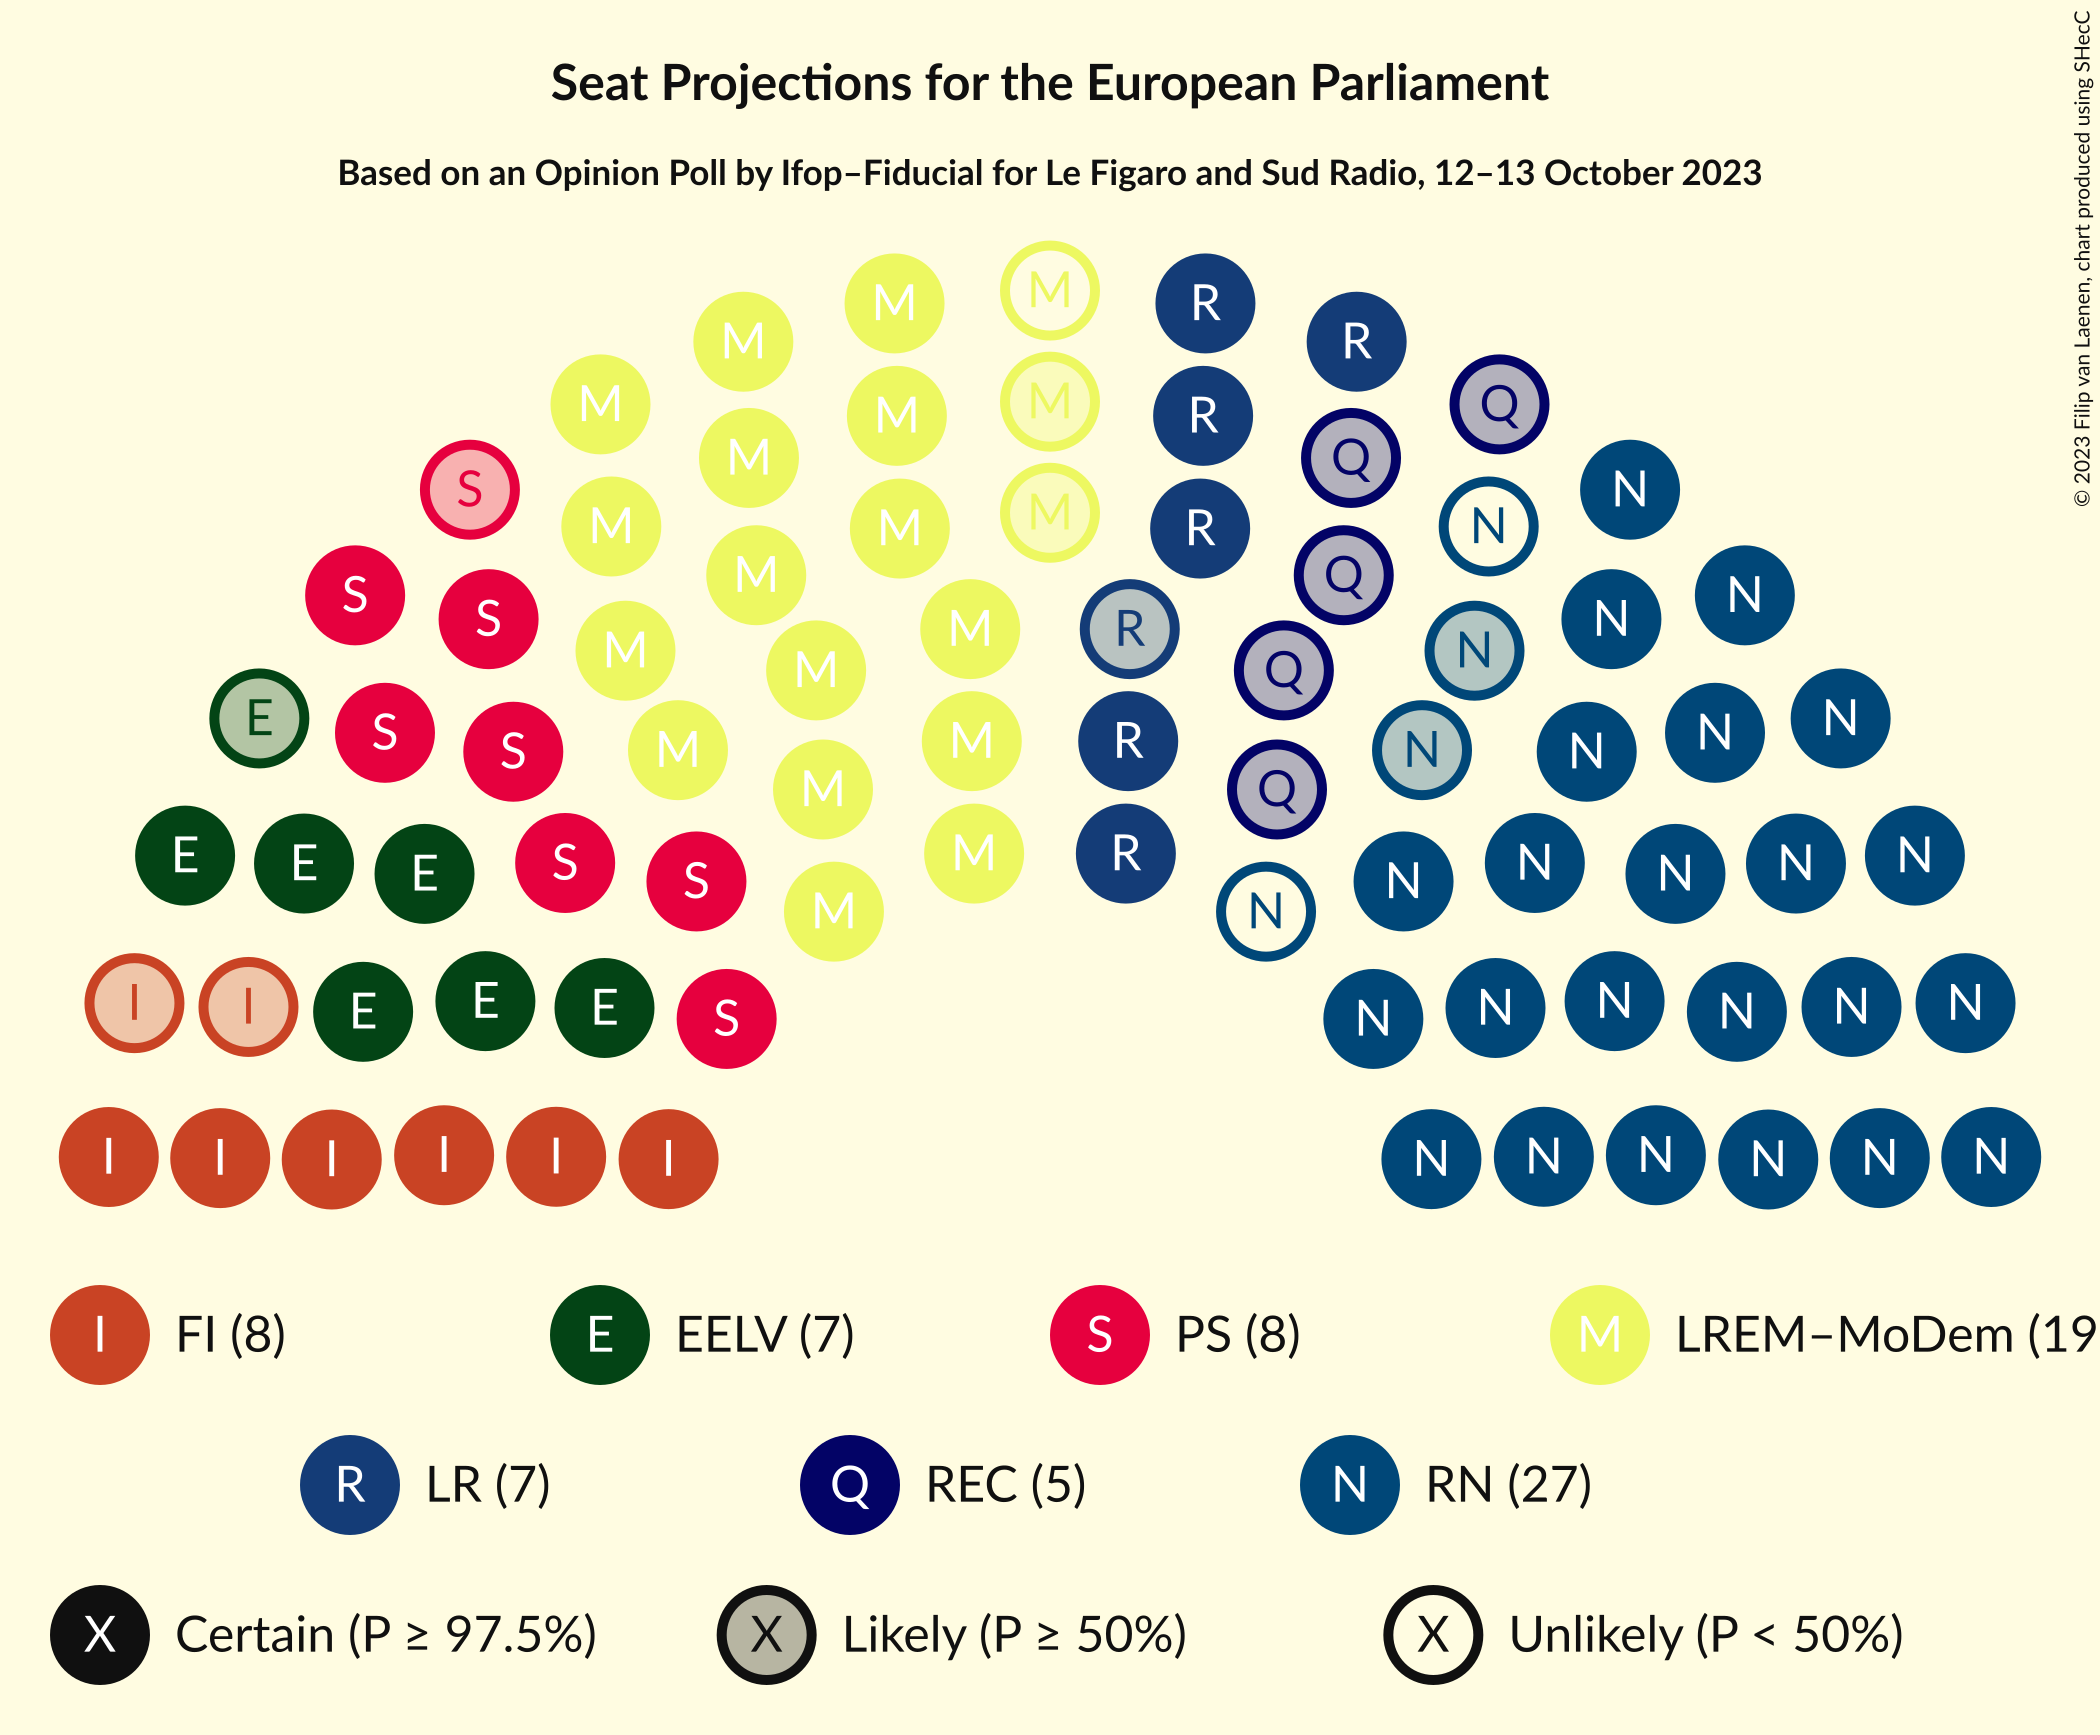 Seat Projections for the European Parliament
Based on an Opinion Poll by Ifop–Fiducial for Le Figaro and Sud Radio, 12–13 October 2023
© 2023 Filip van Laenen, chart produced using SHecC
M M M R R
M M M R Q Q
S M M M M R Q N N
S S M M M R R Q N N N
E S S M M M R Q Q N N N N
E E E S S M M R N N N N N N
I I E E E S N N N N N N
I I I I I I N N N N N N
I FI (8) E EELV (7) S PS (8) M LREM–MoDem (19
R LR (7) Q REC (5) N RN (27)
X Certain (P ≥ 97.5%) X Likely (P ≥ 50%) X Unlikely (P < 50%)